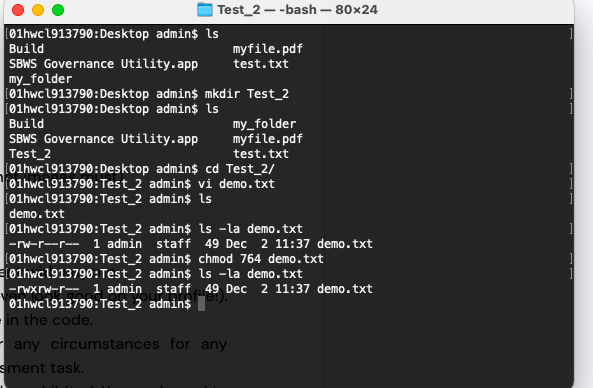 Test_2 — -bash — 80×24
[01hwcl913790:Desktop admin$ ls ]
Build myfile.pdf
SBWS Governance Utility.app test.txt
my_folder
[01hwcl913790:Desktop admin$ mkdir Test_2 ]
[01hwcl913790:Desktop admin$ ls ]
Build my_folder
SBWS Governance Utility.app myfile.pdf
Test_2 test.txt
[01hwcl913790:Desktop admin$ cd Test_2/ ]
[01hwcl913790:Test_2 admin$ vi demo.txt ]
[01hwcl913790:Test_2 admin$ ls ]
demo.txt
[01hwcl913790:Test_2 admin$ ls -la demo.txt ]
-rw-r--r-- 1 admin staff 49 Dec 2 11:37 demo.txt
[01hwcl913790:Test_2 admin$ chmod 764 demo.txt ]
[01hwcl913790:Test_2 admin$ ls -la demo.txt ]
-rwxrw-r-- 1 admin staff 49 Dec 2 11:37 demo.txt
01hwcl913790:Test_2 admin$
look good on your profile!).
in the code.
any circumstances for any
sment task.